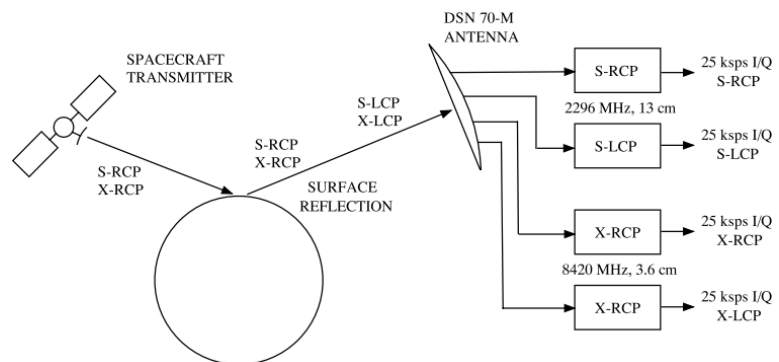 DSN 70-M
ANTENNA
SPACECRAFT
TRANSMITTER
S-RCP
25 ksps I/Q
S-RCP
S-LCP
X-LCP
2296 MHz, 13 cm
S-RCP
X-RCP
S-LCP
25 ksps I/Q
S-LCP
S-RCP
X-RCP
SURFACE
REFLECTION
X-RCP
25 ksps I/Q
X-RCP
8420 MHz, 3.6 cm
X-RCP
25 ksps I/Q
X-LCP